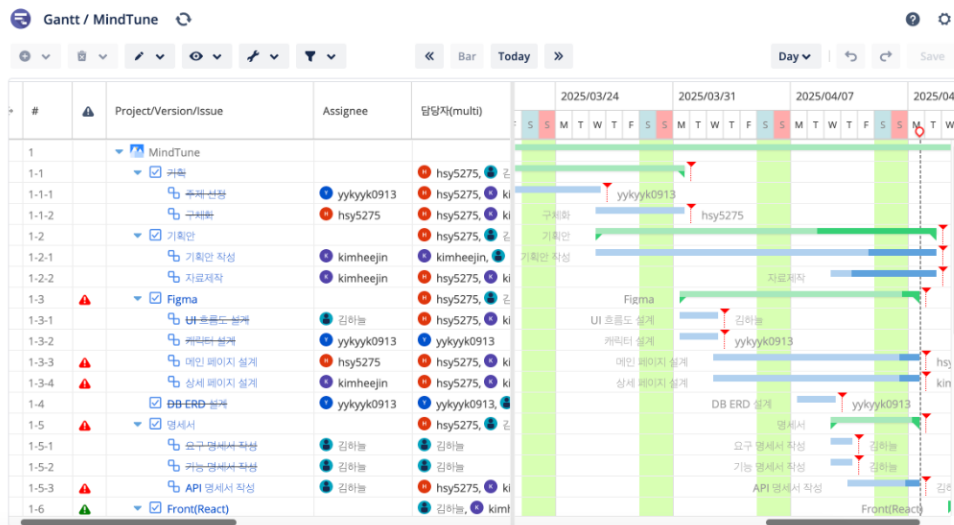 Gantt / MindTune
Bar Today Day Save
# Project/Version/Issue Assignee 담당자(multi) 2025/03/24 2025/03/31 2025/04/07 2025/04
S S M T W T F S S M T W T F S S M T W T F S S M T W
1 MindTune
1-1 기획 hsy5275,
1-1-1 주제 선정 yykyyk0913 hsy5275, ki yykyyk0913
1-1-2 구체화 hsy5275 hsy5275, ki 구체화 hsy5275
1-2 기획안 hsy5275, 기획안
1-2-1 기획안 작성 kimheejin kimheejin, 기획안 작성
1-2-2 자료제작 kimheejin hsy5275, ki 자료제작
1-3 Figma hsy5275, Figma
1-3-1 UI 흐름도 설계 김하늘 hsy5275, ki UI 흐름도 설계 김하늘
1-3-2 캐릭터 설계 yykyyk0913 yykyyk0913 캐릭터 설계 yykyyk0913
1-3-3 메인 페이지 설계 hsy5275 hsy5275, ki 메인 페이지 설계 hsy
1-3-4 상세 페이지 설계 kimheejin hsy5275, ki 상세 페이지 설계 kin
1-4 DB ERD 설계 yykyyk0913 yykyyk0913, DB ERD 설계 yykyyk0913
1-5 명세서 hsy5275, 명세서
1-5-1 요구 명세서 작성 김하늘 김하늘 요구 명세서 작성 김하늘
1-5-2 기능 명세서 작성 김하늘 김하늘 기능 명세서 작성 김하늘
1-5-3 API 명세서 작성 김하늘 hsy5275, ki API 명세서 작성
1-6 Front(React) 김하늘, kimh Front(React)